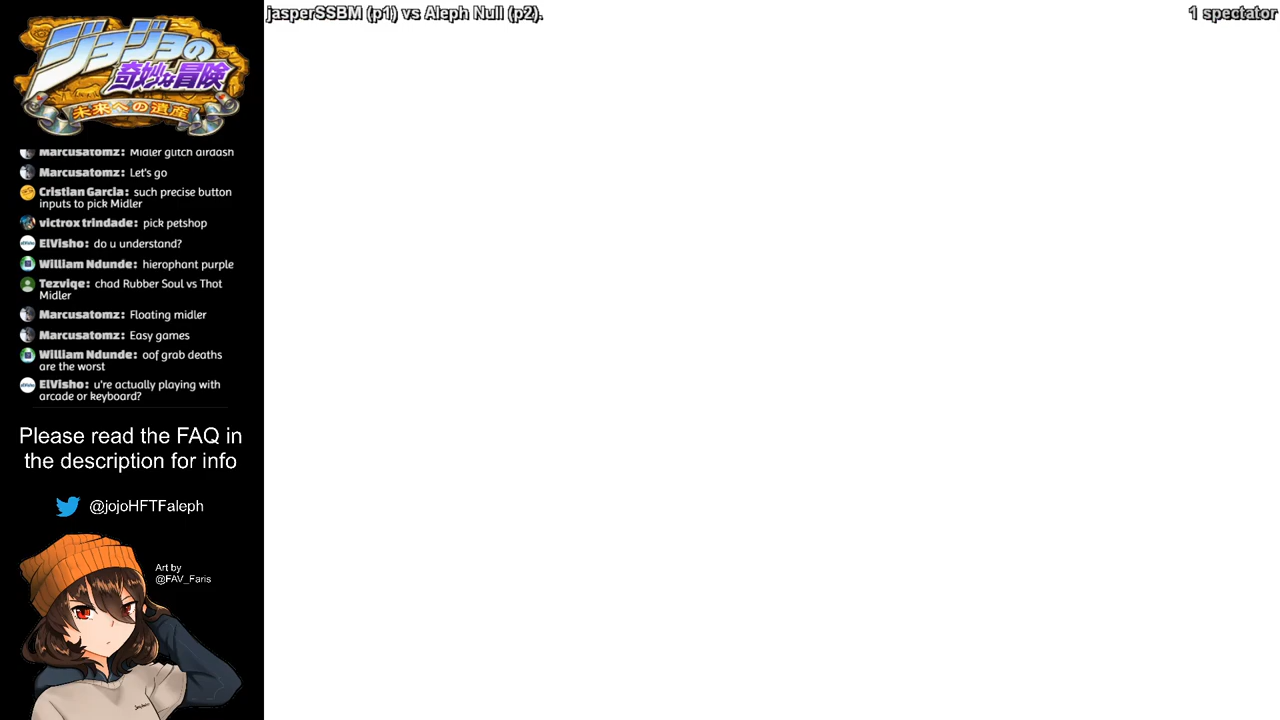 jasperSSBM (p1) vs Aleph Null (p2).
1 spectator
ジョジョの
奇妙な冒険
未来への遺産
Marcusatomz: Midler glitch airdash
Marcusatomz: Let's go
Cristian Garcia: such precise button
inputs to pick Midler
victrox trindade: pick petshop
ElVisho: do u understand?
William Ndunde: hierophant purple
Tezviqe: chad Rubber Soul vs Thot
Midler
Marcusatomz: Floating midler
Marcusatomz: Easy games
William Ndunde: oof grab deaths
are the worst
ElVisho: u're actually playing with
arcade or keyboard?
Please read the FAQ in
the description for info
@jojoHFTFaleph
Art by
@FAV_Faris